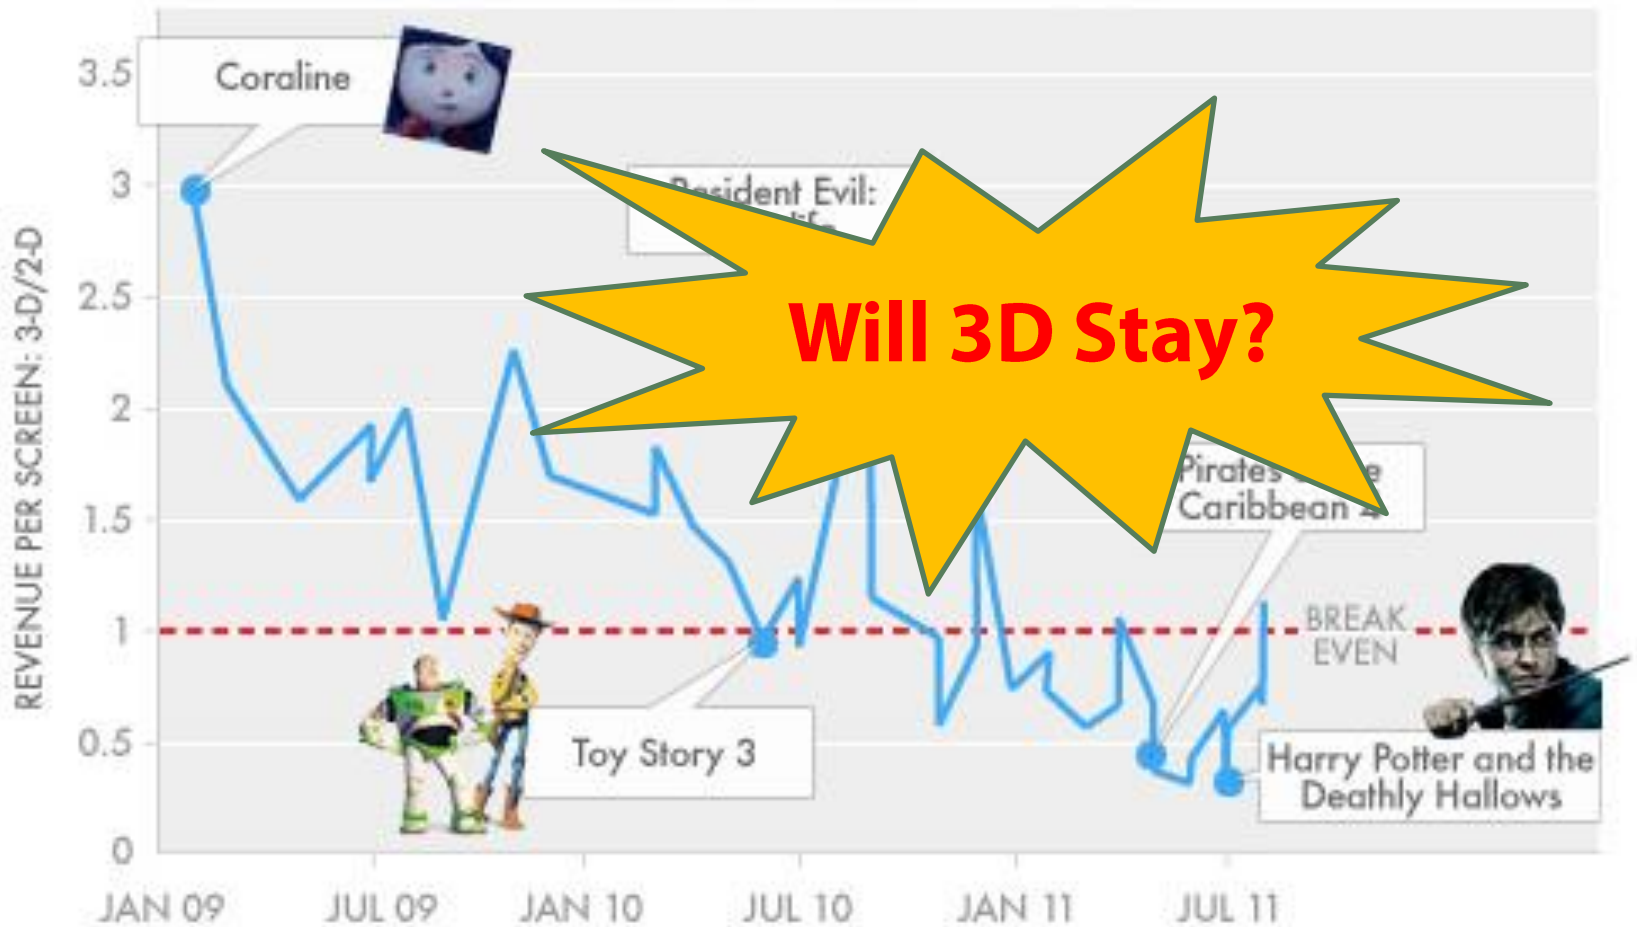 Coraline
3.5
3
Resident Evil:
2.5
Will 3D Stay?
2
Pirates
Caribbean
1.5
REVENUE PER SCREEN: 3-D/2-D
1
BREAK
EVEN
0.5
Toy Story 3
Harry Potter and the
Deathly Hallows
0
JAN 09
JUL 09
JAN 10
JUL 10
JAN 11
JUL 11